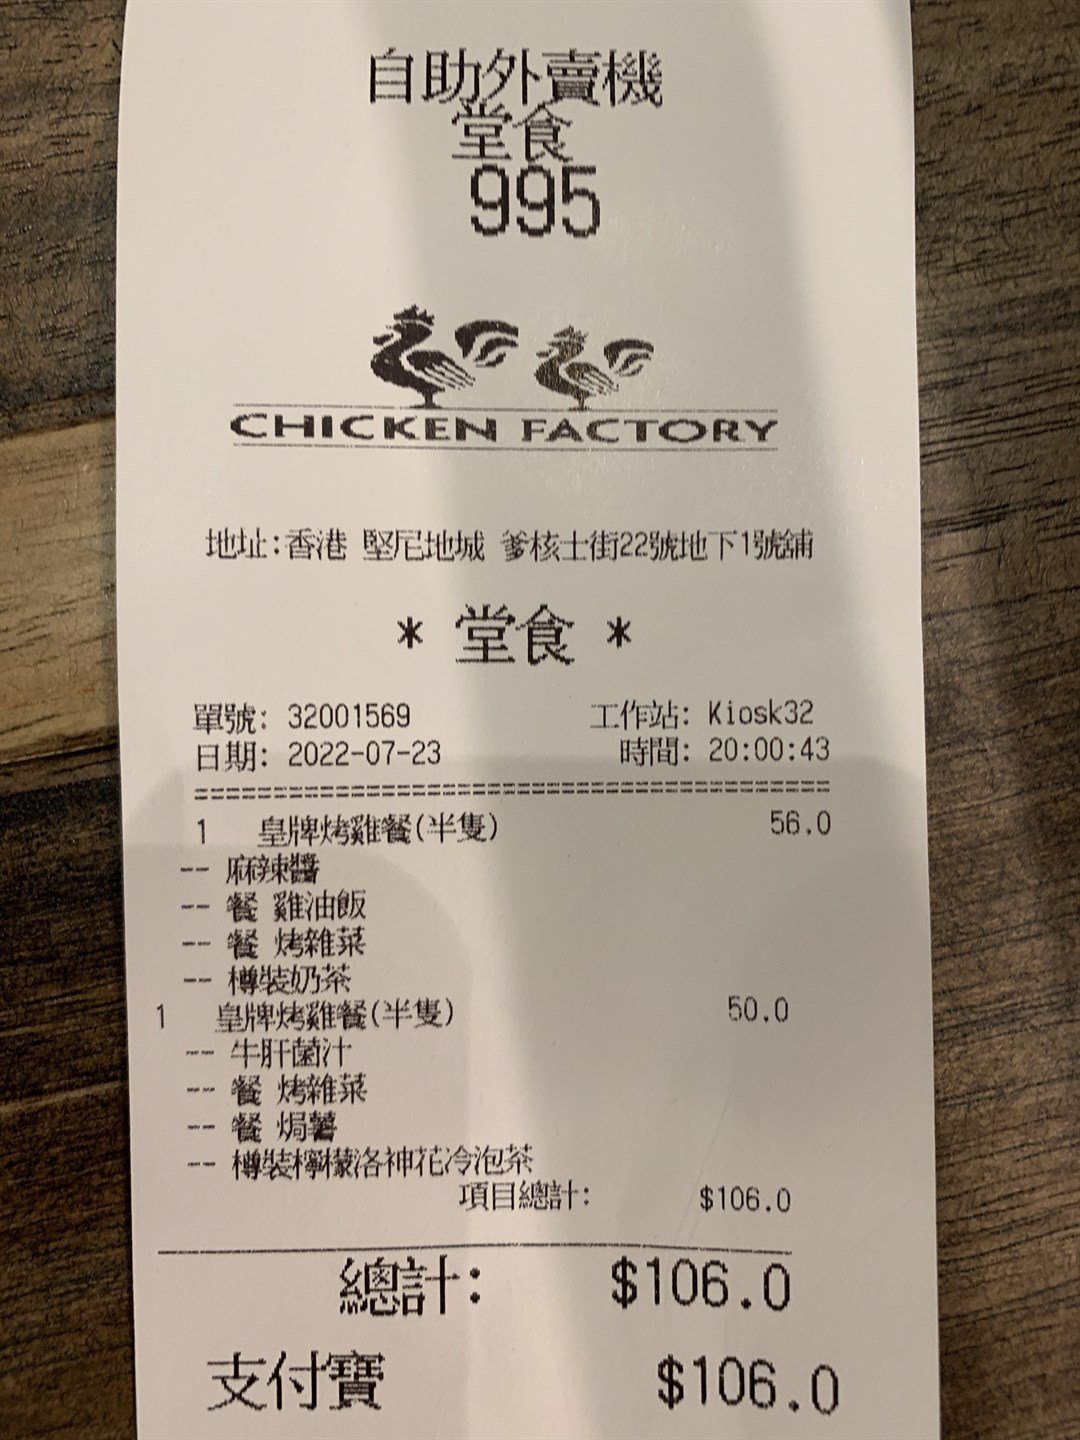 自助外賣機
堂食
995
CHICKEN FACTORY
地址:香港 堅尼地城 爹核士街22號地下1號舖
* 堂食 *
單號: 32001569 工作站: Kiosk32
日期: 2022-07-23 時間: 20:00:43
==========================================
1 皇牌烤雞餐(半隻) 56.0
-- 麻辣醬
-- 餐 雞油飯
-- 餐 烤雜菜
-- 樽裝奶茶
1 皇牌烤雞餐(半隻) 50.0
-- 牛肝菌汁
-- 餐 烤雜菜
-- 餐 焗薯
-- 樽裝檸檬洛神花冷泡茶
項目總計: $106.0
總計: $106.0
支付寶 $106.0